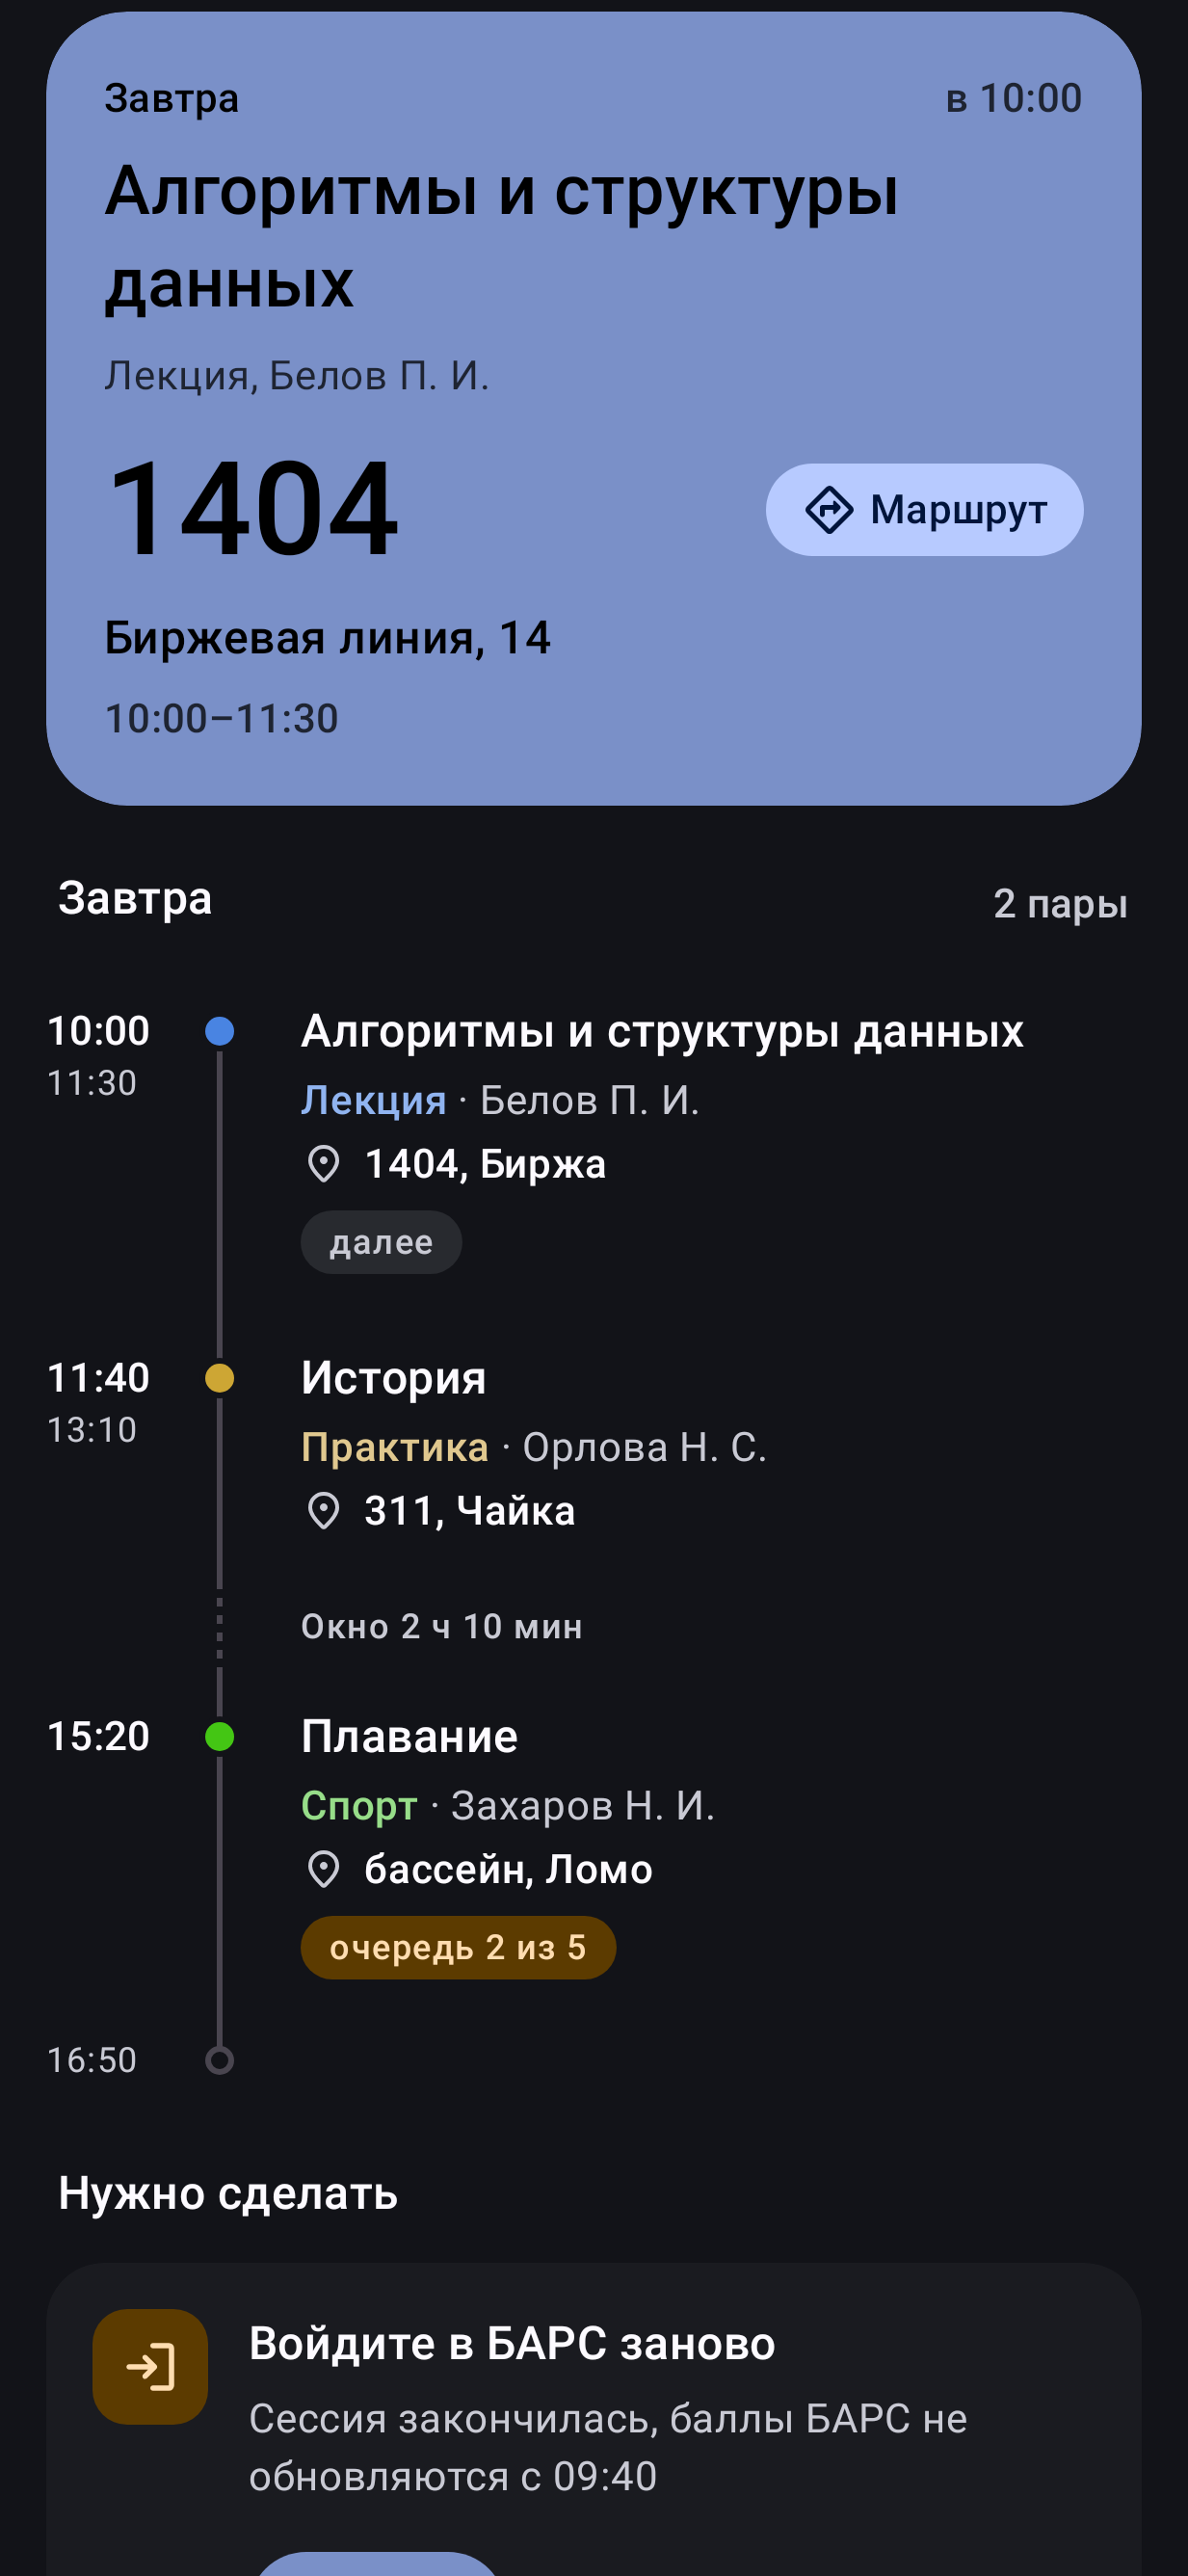 Завтра
в 10:00
Алгоритмы и структуры
данных
Лекция, Белов П. И.
1404
Маршрут
Биржевая линия, 14
10:00–11:30
Завтра
2 пары
10:00
Алгоритмы и структуры данных
11:30
Лекция · Белов П. И.
1404, Биржа
далее
11:40
История
13:10
Практика · Орлова Н. С.
311, Чайка
Окно 2 ч 10 мин
15:20
Плавание
Спорт · Захаров Н. И.
бассейн, Ломо
очередь 2 из 5
16:50
Нужно сделать
Войдите в БАРС заново
Сессия закончилась, баллы БАРС не
обновляются с 09:40